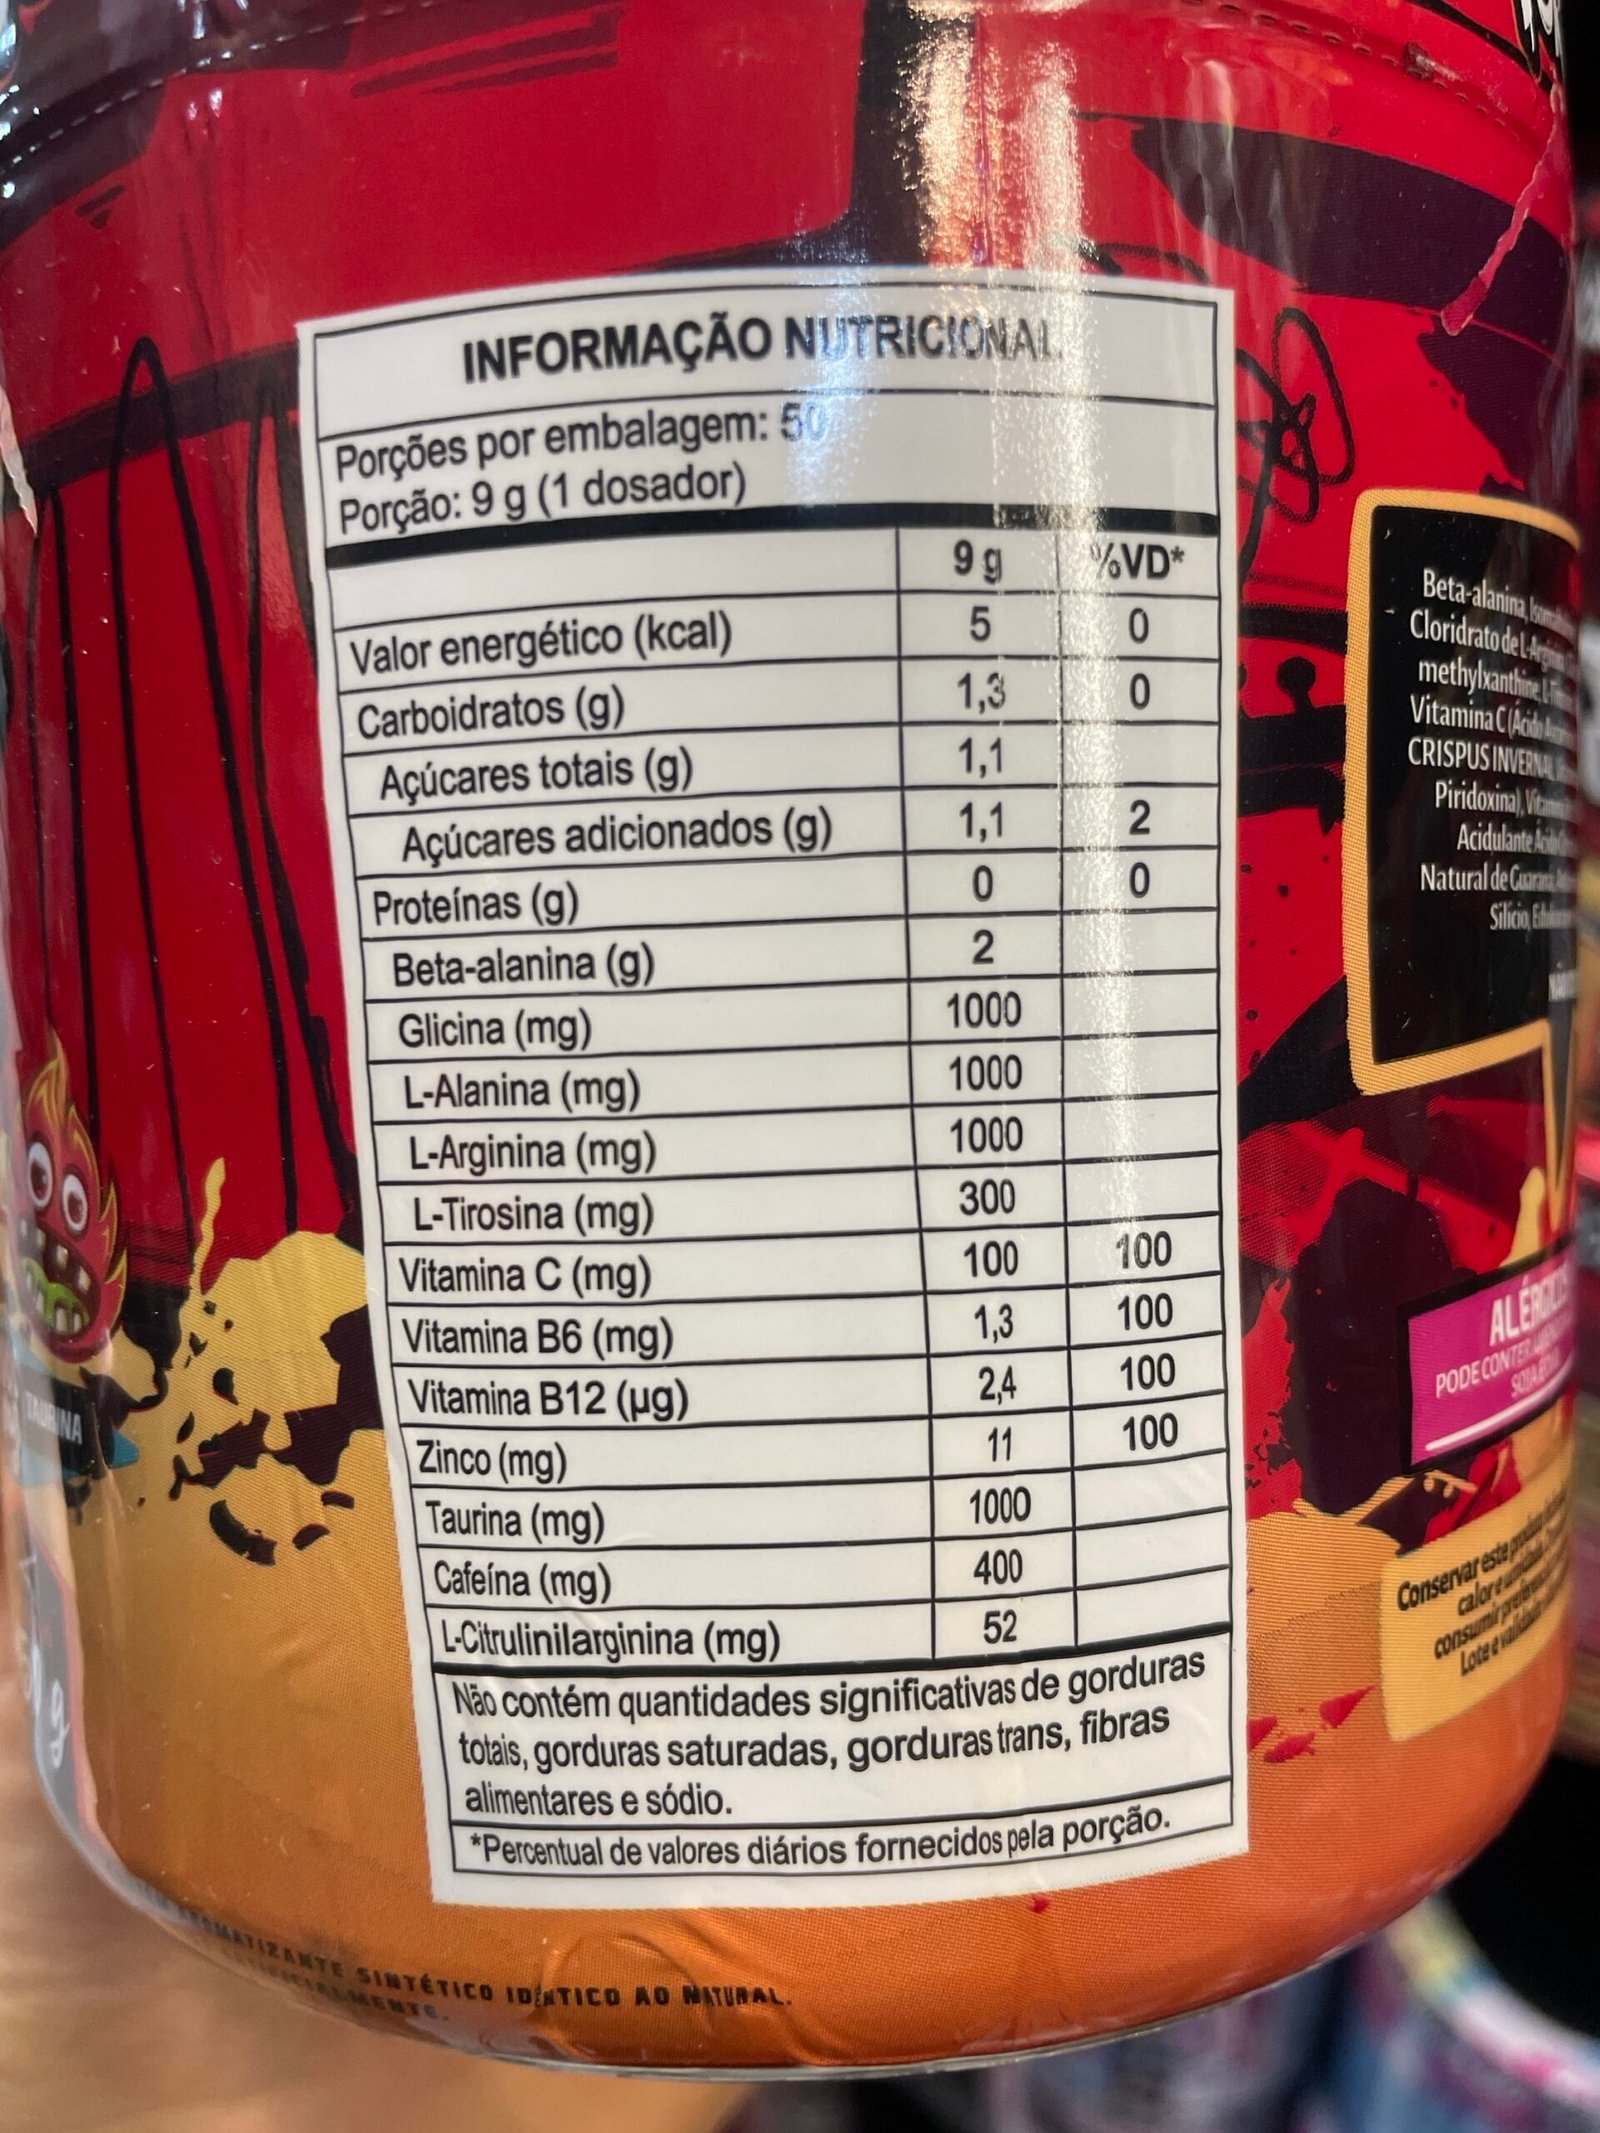 INFORMAÇÃO NUTRICIONAL
Porções por embalagem: 50
Porção: 9 g (1 dosador)
9 g %VD*
Valor energético (kcal) 5 0
Carboidratos (g) 1,3 0
Açúcares totais (g) 1,1
Açúcares adicionados (g) 1,1 2
Proteínas (g) 0 0
Beta-alanina (g) 2
Glicina (mg) 1000
L-Alanina (mg) 1000
L-Arginina (mg) 1000
L-Tirosina (mg) 300
Vitamina C (mg) 100 100
Vitamina B6 (mg) 1,3 100
Vitamina B12 (µg) 2,4 100
Zinco (mg) 11 100
Taurina (mg) 1000
Cafeína (mg) 400
L-Citrulinilarginina (mg) 52
Não contém quantidades significativas de gorduras
totais, gorduras saturadas, gorduras trans, fibras
alimentares e sódio.
*Percentual de valores diários fornecidos pela porção.
Beta-alanina,
Cloridrato de
methylxanthine,
Vitamina C
CRISPUS INVERNAL
Piridoxina),
Acidulante
Natural de Guaraná,
Silício,
PODE CONTER
Conservar este
calor e
consumir
Lote e
TAURINA
SINTÉTICO IDÊNTICO AO NATURAL.